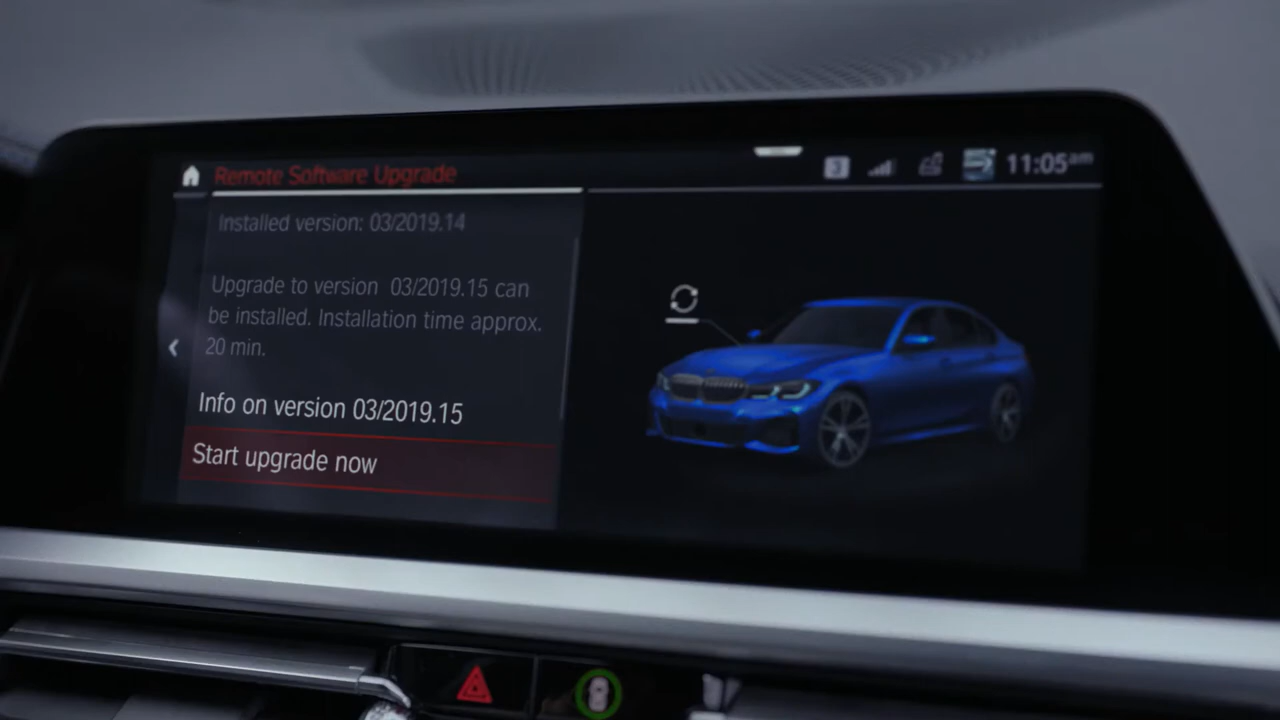 Remote Software Upgrade
3
11:05am
Installed version: 03/2019.14
Upgrade to version 03/2019.15 can
be installed. Installation time approx.
20 min.
Info on version 03/2019.15
Start upgrade now